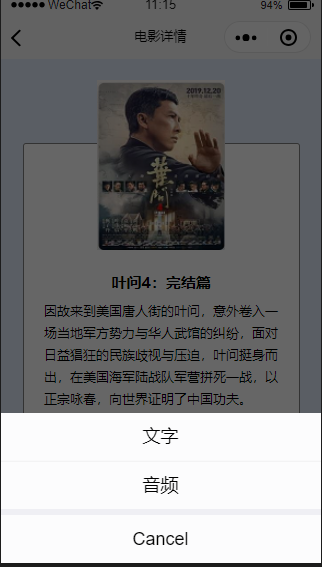 WeChat 11:15 94%
电影详情
2019.12.20
葉問
叶问4：完结篇
因故来到美国唐人街的叶问，意外卷入一
场当地军方势力与华人武馆的纠纷，面对
日益猖狂的民族歧视与压迫，叶问挺身而
出，在美国海军陆战队军营拼死一战，以
正宗咏春，向世界证明了中国功夫。
文字
音频
Cancel